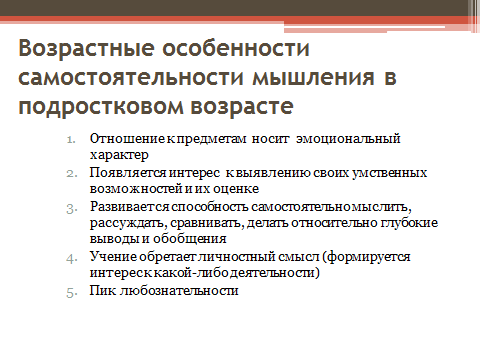 Возрастные особенности
самостоятельности мышления в
подростковом возрасте
1. Отношение к предметам носит эмоциональный
характер
2. Появляется интерес к выявлению своих умственных
возможностей и их оценке
3. Развивается способность самостоятельно мыслить,
рассуждать, сравнивать, делать относительно глубокие
выводы и обобщения
4. Учение обретает личностный смысл (формируется
интерес к какой-либо деятельности)
5. Пик любознательности